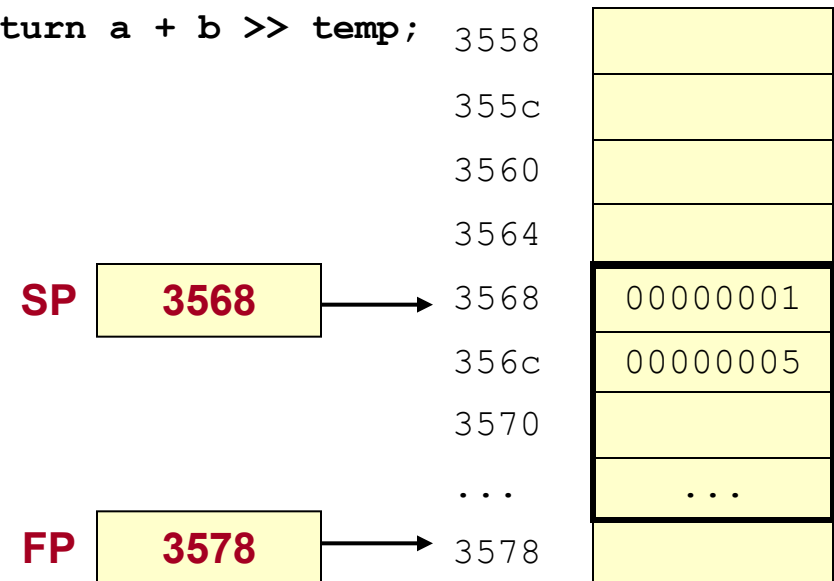 turn a + b >> temp;
3558
355c
3560
3564
SP 3568 3568 00000001
356c 00000005
3570
... ...
FP 3578 3578